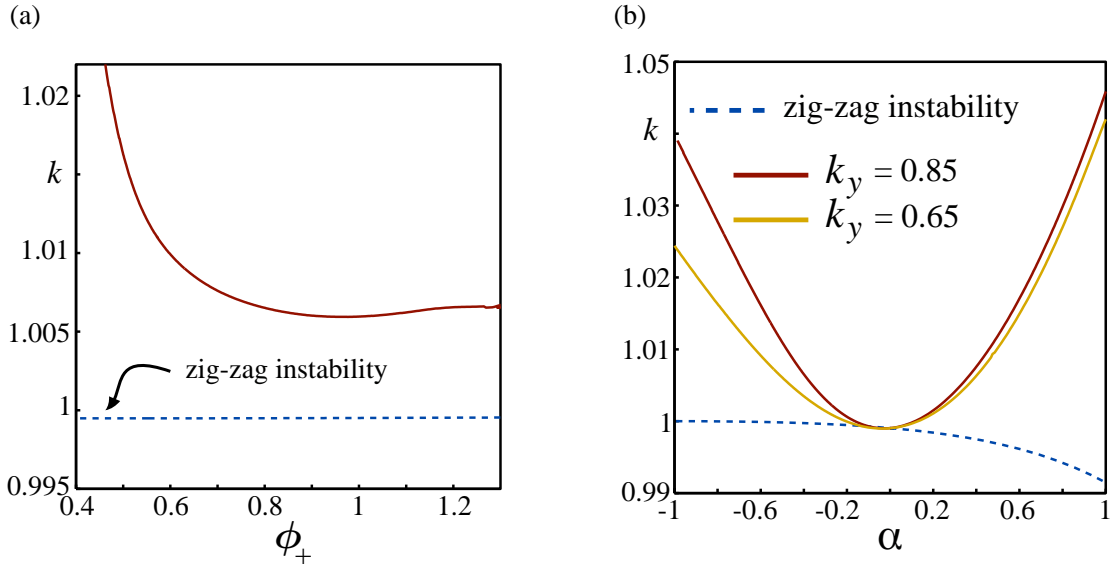 (a)
1.02
k
1.01
1.005
zig-zag instability
1
0.995
0.4
0.6
0.8
1
1.2
ϕ+
(b)
1.05
zig-zag instability
k
ky = 0.85
1.03
ky = 0.65
1.02
1.01
1
0.99
-1
-0.6
-0.2
0.2
0.6
1
α